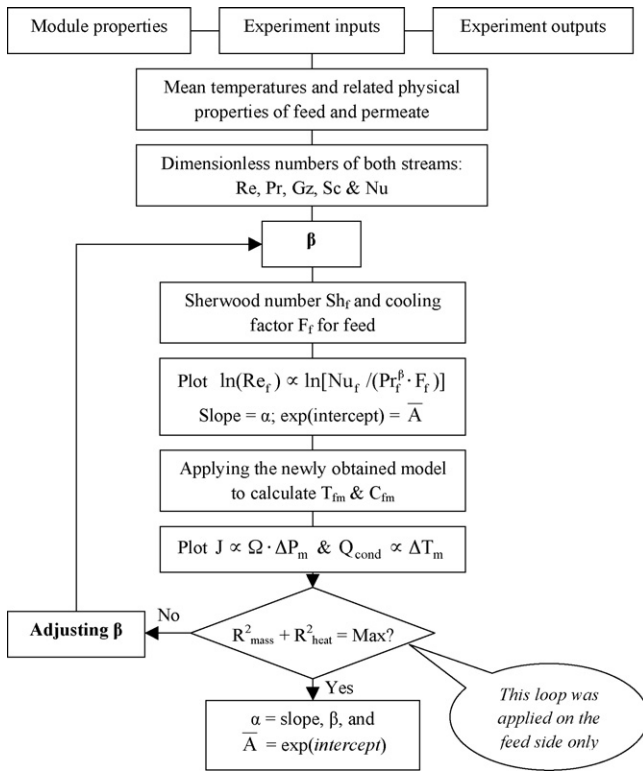 Module properties
Experiment inputs
Experiment outputs
Mean temperatures and related physical
properties of feed and permeate
Dimensionless numbers of both streams:
Re, Pr, Gz, Sc & Nu
β
Sherwood number Sh_f and cooling
factor F_f for feed
Plot ln(Re_f) ∝ ln[Nu_f /(Pr_f^β · F_f)]
Slope = α; exp(intercept) = A̅
Applying the newly obtained model
to calculate T_fm & C_fm
Plot J ∝ Ω · ΔP_m & Q_cond ∝ ΔT_m
No
Adjusting β
R²_mass + R²_heat = Max?
Yes
This loop was
applied on the
feed side only
α = slope, β, and
A̅ = exp(intercept)